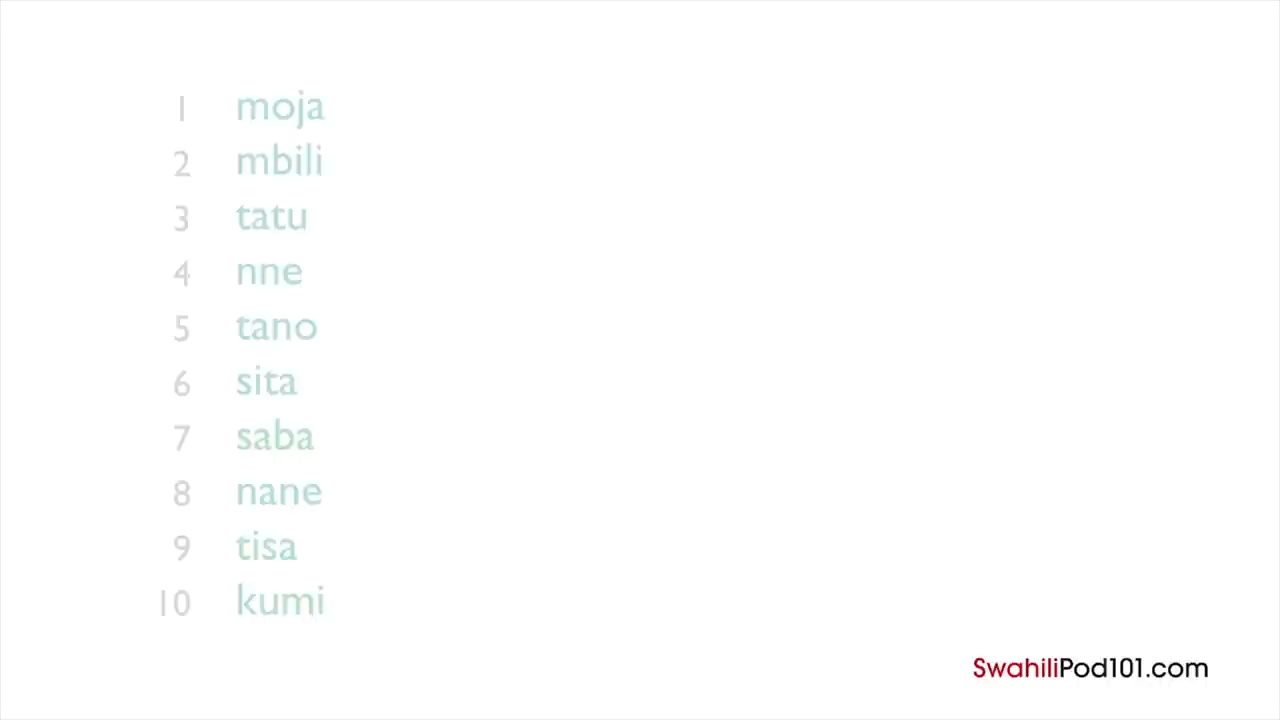 1 moja
2 mbili
3 tatu
4 nne
5 tano
6 sita
7 saba
8 nane
9 tisa
10 kumi
SwahiliPod101.com